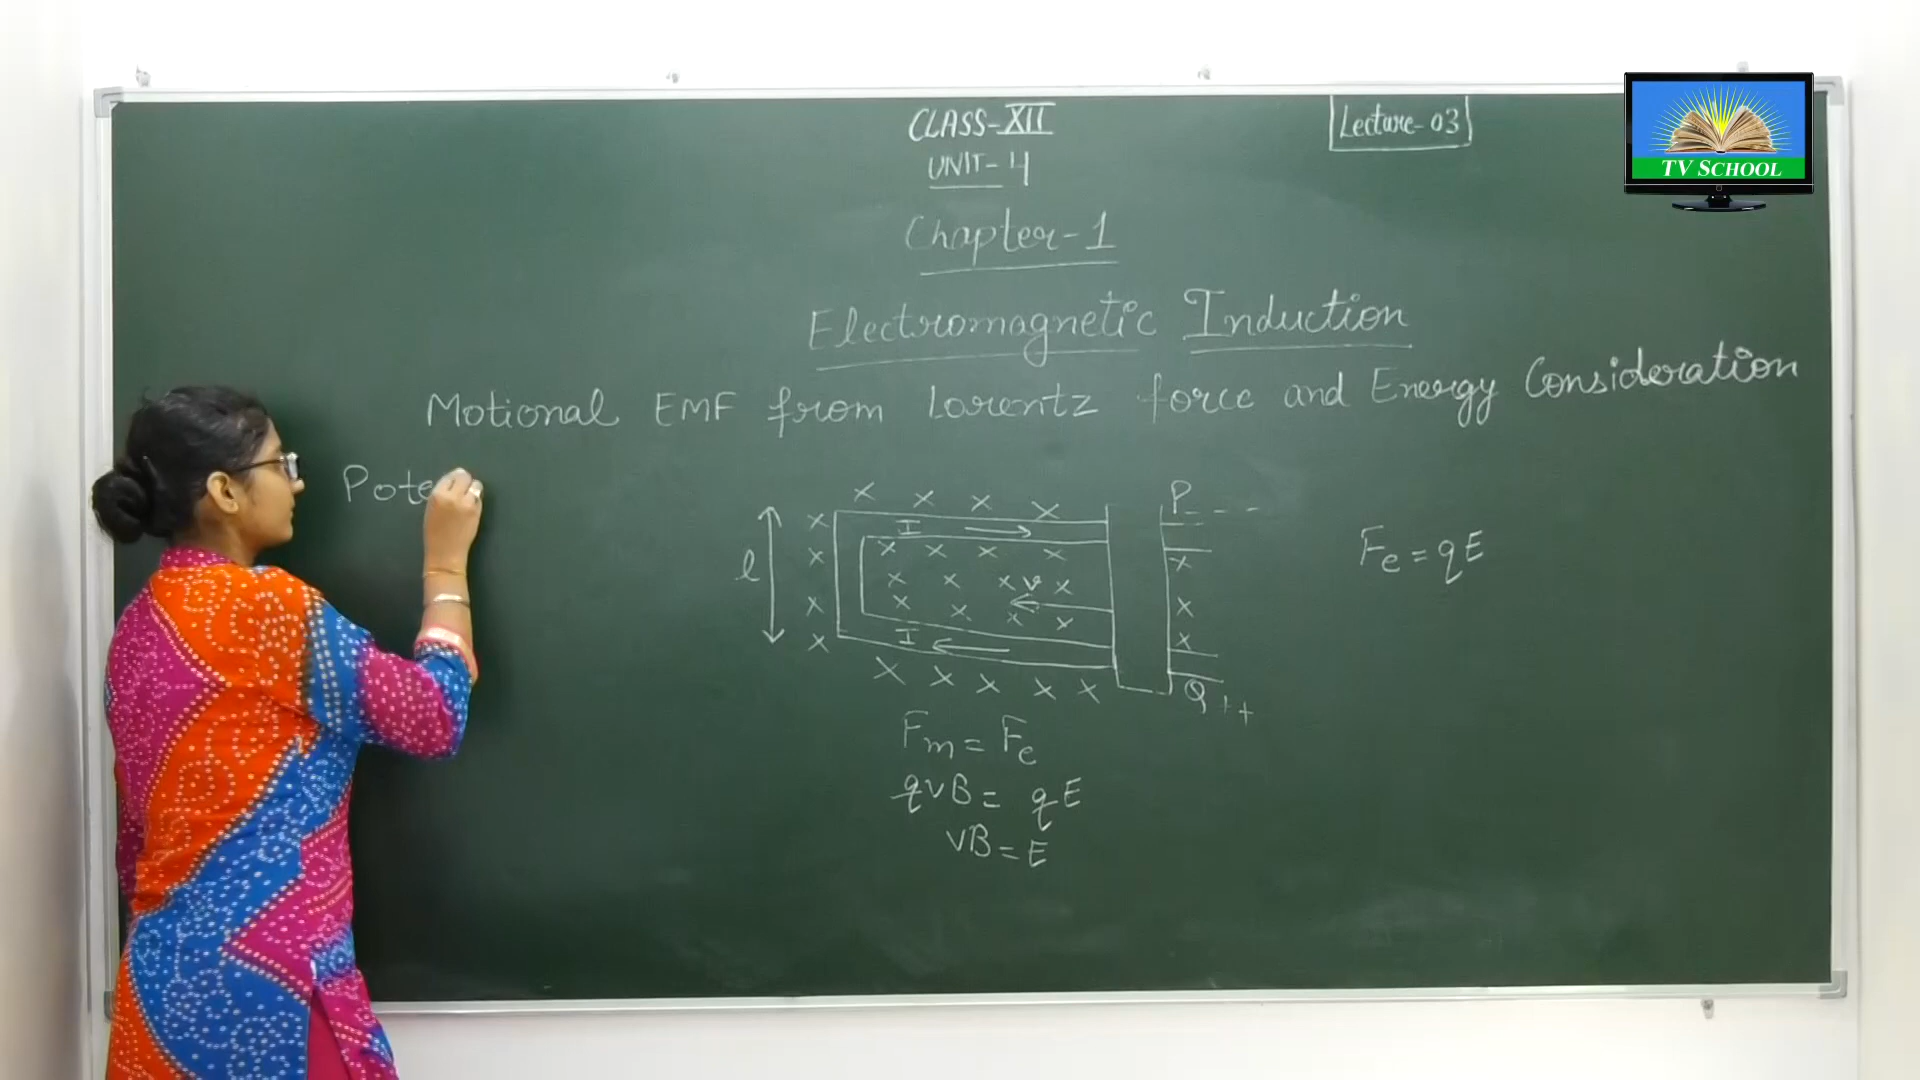 CLASS-XII
Lecture-03
TV SCHOOL
UNIT-4
Chapter-1
Electromagnetic Induction
Motional EMF from Lorentz force and Energy Consideration
Pote
x x x x
P - - -
l
x
I
x
x x x x
x
Fe = qE
x x x v x
x
x x x x
x
I
x
x
x x x x x
Q + +
Fm = Fe
qvB = qE
vB = E